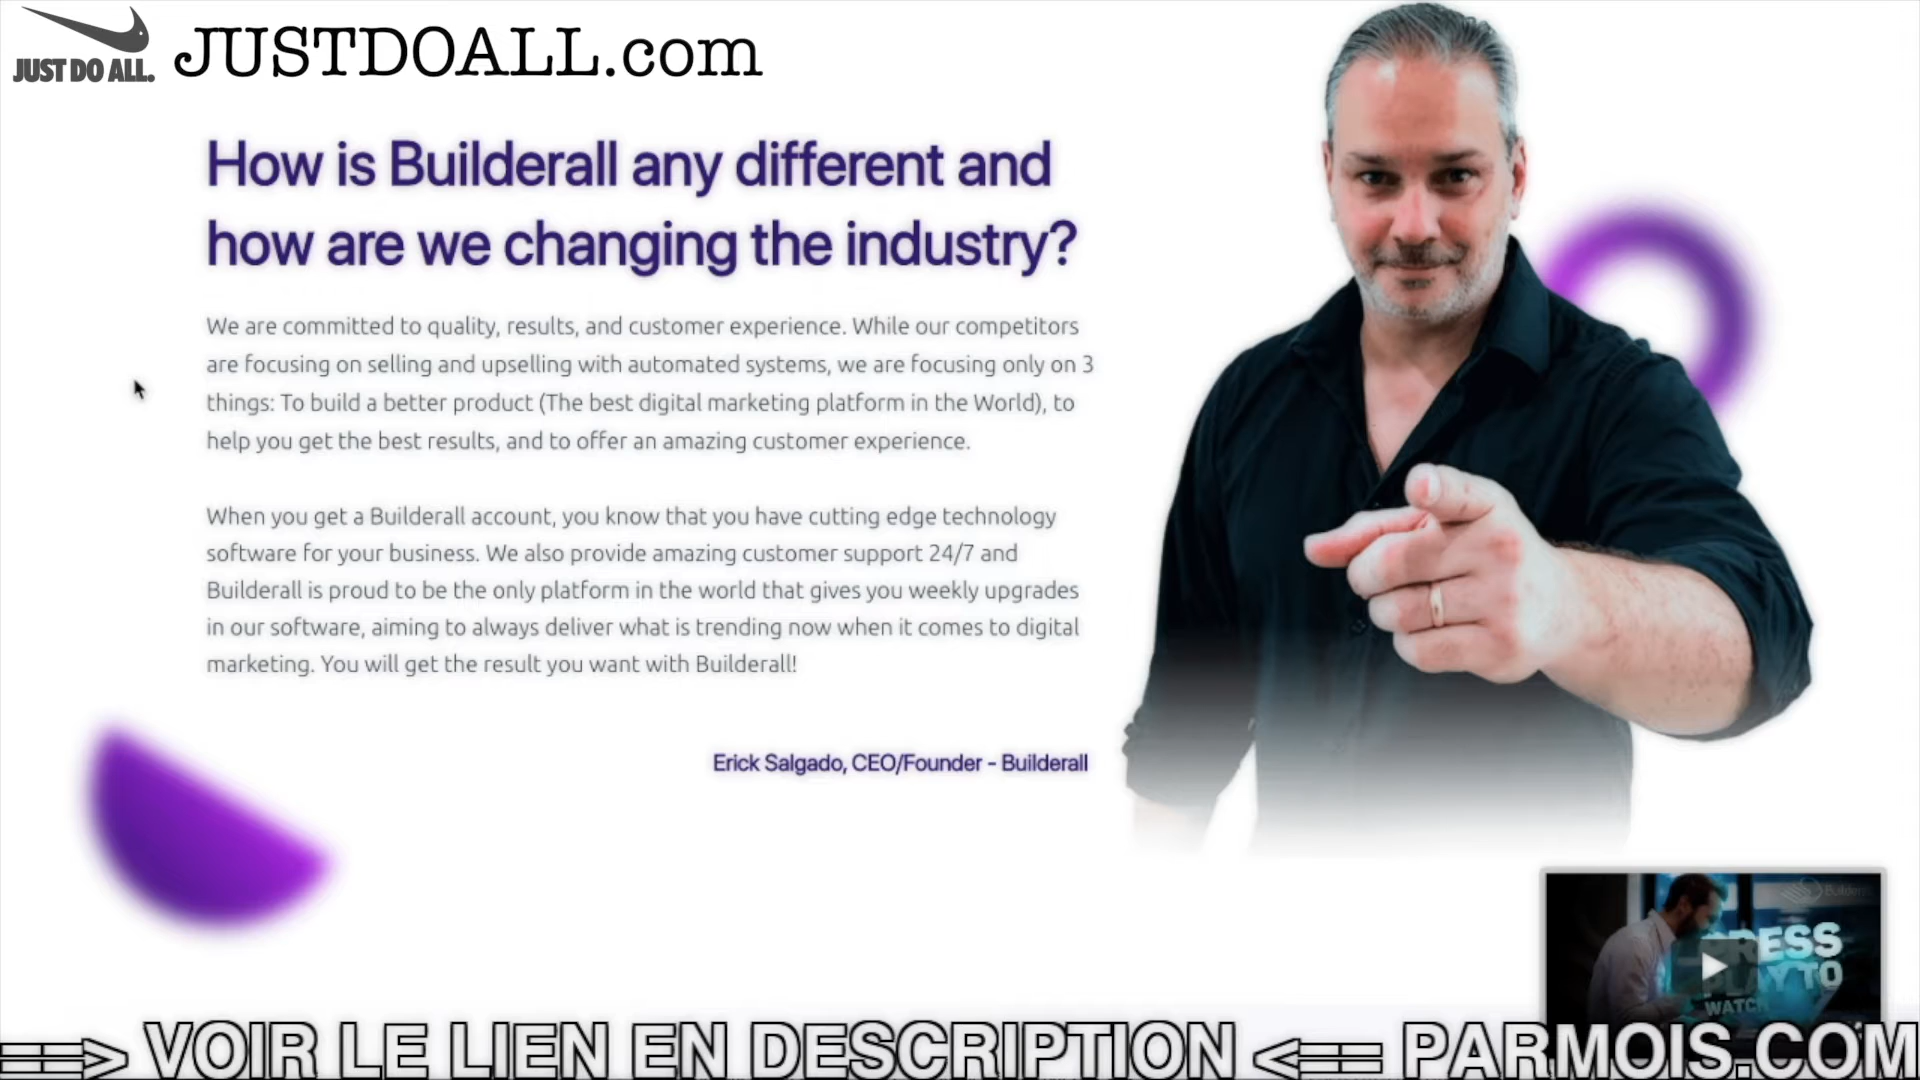 JUST DO ALL.
JUSTDOALL.com
How is Builderall any different and
how are we changing the industry?
We are committed to quality, results, and customer experience. While our competitors
are focusing on selling and upselling with automated systems, we are focusing only on 3
things: To build a better product (The best digital marketing platform in the World), to
help you get the best results, and to offer an amazing customer experience.
When you get a Builderall account, you know that you have cutting edge technology
software for your business. We also provide amazing customer support 24/7 and
Builderall is proud to be the only platform in the world that gives you weekly upgrades
in our software, aiming to always deliver what is trending now when it comes to digital
marketing. You will get the result you want with Builderall!
Erick Salgado, CEO/Founder - Builderall
PRESS
PLAY TO
WATCH
==> VOIR LE LIEN EN DESCRIPTION <== PARMOIS.COM